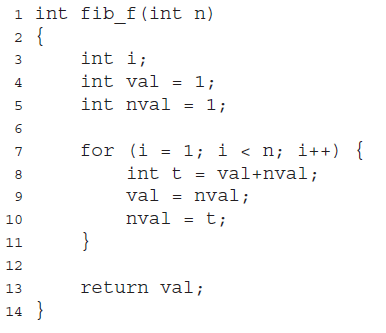 1 int fib_f(int n)
2 {
3     int i;
4     int val = 1;
5     int nval = 1;
6
7     for (i = 1; i < n; i++) {
8         int t = val+nval;
9         val = nval;
10         nval = t;
11     }
12
13     return val;
14 }